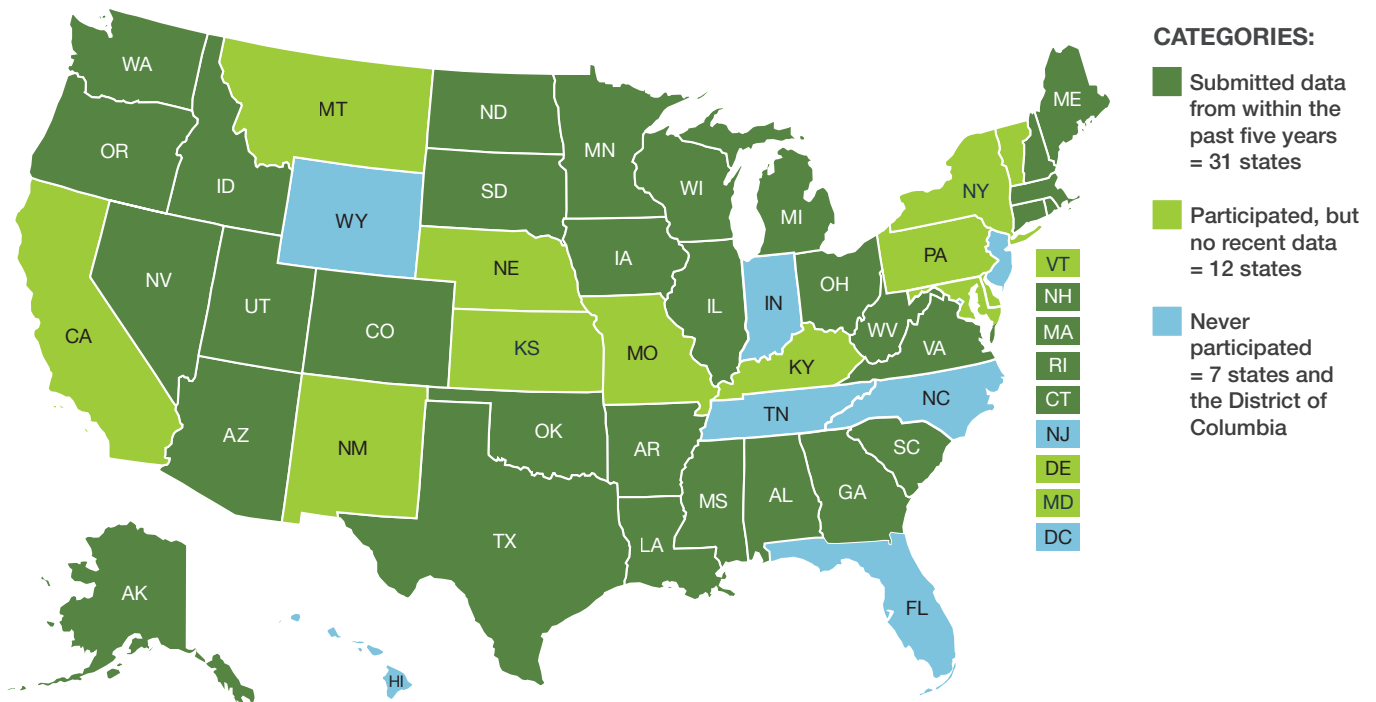 WA
MT
ND
MN
ME
OR
ID
SD
WI
MI
NY
WY
NV
UT
CO
NE
IA
IL
IN
OH
PA
CA
KS
MO
KY
WV
VA
AZ
NM
OK
AR
TN
NC
SC
TX
LA
MS
AL
GA
FL
AK
HI
VT
NH
MA
RI
CT
NJ
DE
MD
DC
CATEGORIES:
Submitted data
from within the
past five years
= 31 states
Participated, but
no recent data
= 12 states
Never
participated
= 7 states and
the District of
Columbia